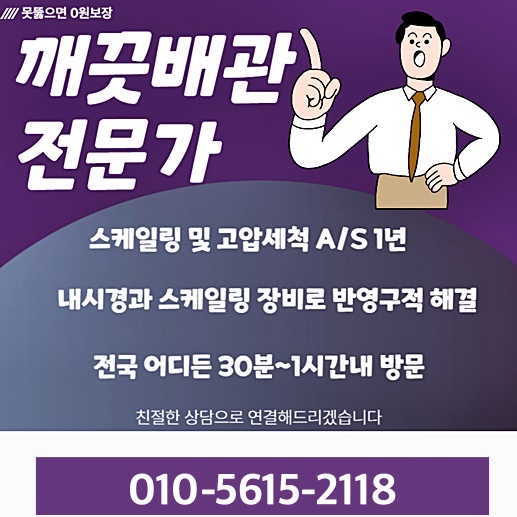 //// 못뚫으면 0원보장
깨끗배관
전문가
스케일링 및 고압세척 A/S 1년
내시경과 스케일링 장비로 반영구적 해결
전국 어디든 30분~1시간내 방문
친절한 상담으로 연결해드리겠습니다
010-5615-2118